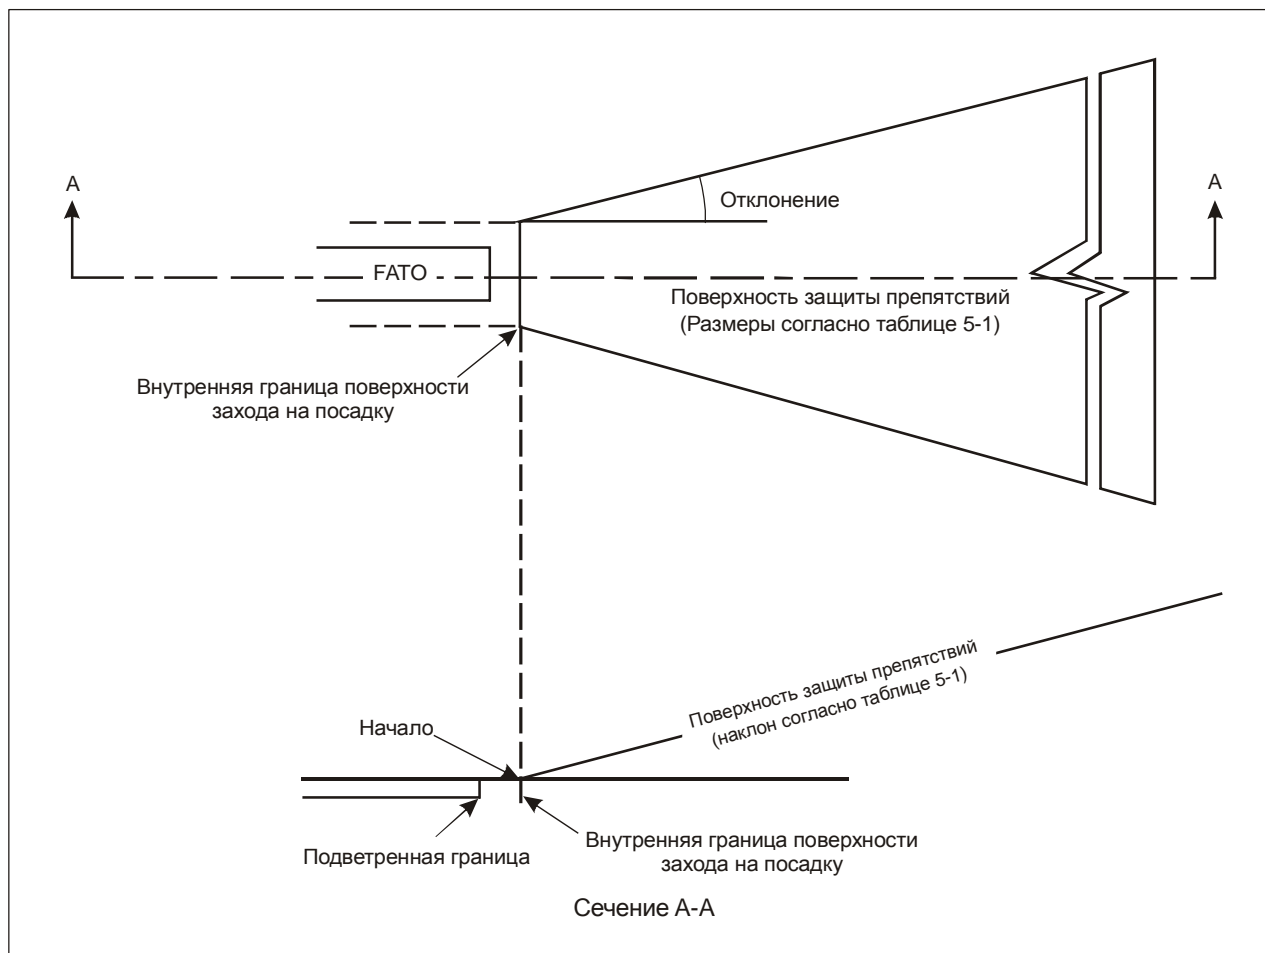 A
A
Отклонение
FATO
Поверхность защиты препятствий
(Размеры согласно таблице 5-1)
Внутренняя граница поверхности
захода на посадку
Поверхность защиты препятствий
(наклон согласно таблице 5-1)
Начало
Подветренная граница
Внутренняя граница поверхности
захода на посадку
Сечение А-А